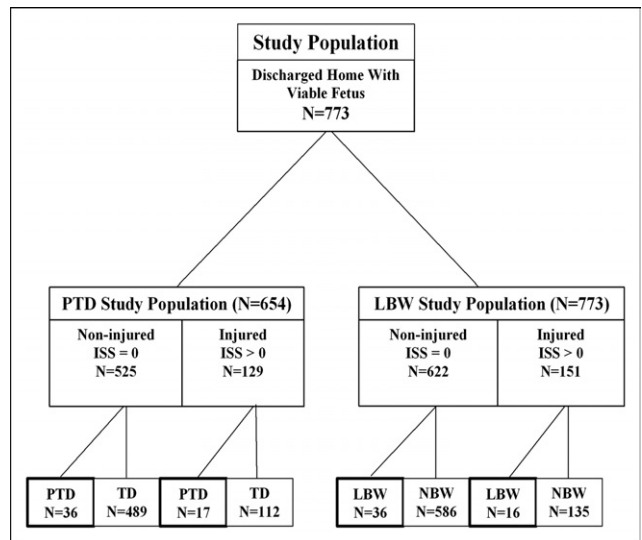 Study Population
Discharged Home With
Viable Fetus
N=773
PTD Study Population (N=654)
Non-injured
ISS = 0
N=525
Injured
ISS > 0
N=129
LBW Study Population (N=773)
Non-injured
ISS = 0
N=622
Injured
ISS > 0
N=151
PTD
N=36
TD
N=489
PTD
N=17
TD
N=112
LBW
N=36
NBW
N=586
LBW
N=16
NBW
N=135